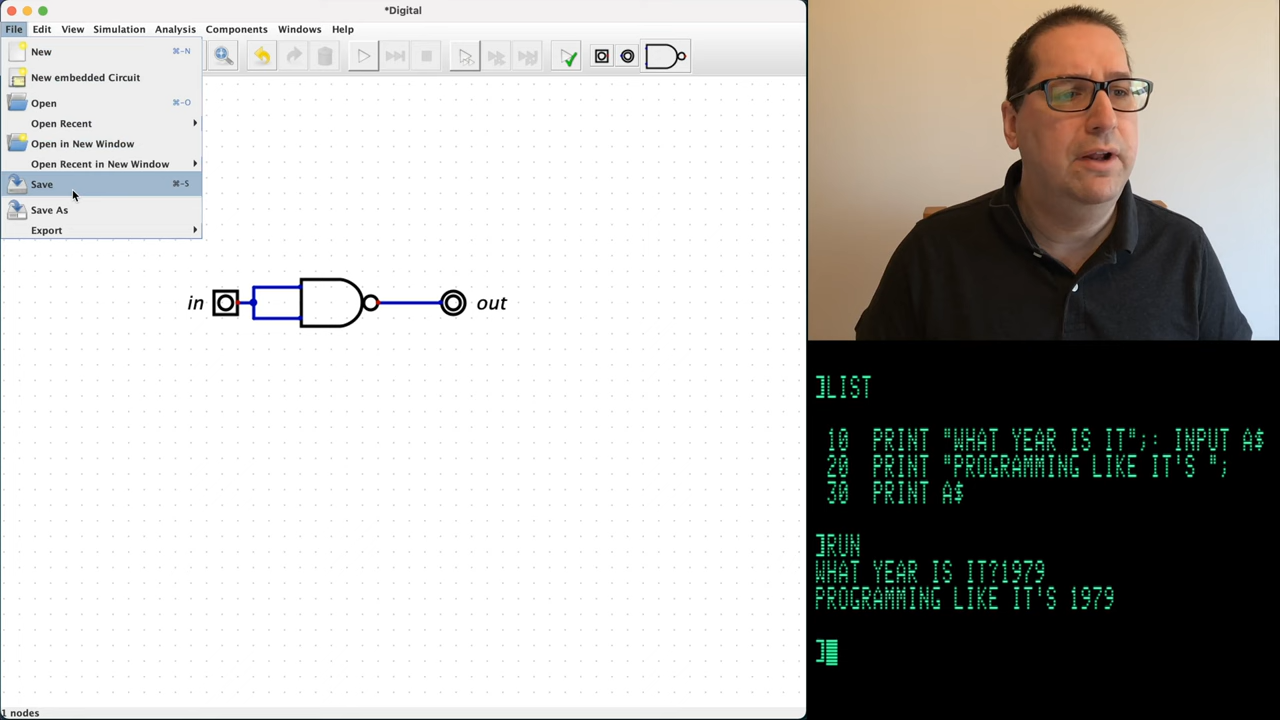 *Digital
File Edit View Simulation Analysis Components Windows Help
New ⌘-N
New embedded Circuit
Open ⌘-O
Open Recent
Open in New Window
Open Recent in New Window
Save ⌘-S
Save As
Export
in out
1 nodes
]LIST
10 PRINT "WHAT YEAR IS IT";: INPUT A$
20 PRINT "PROGRAMMING LIKE IT'S ";
30 PRINT A$
]RUN
WHAT YEAR IS IT?1979
PROGRAMMING LIKE IT'S 1979
]